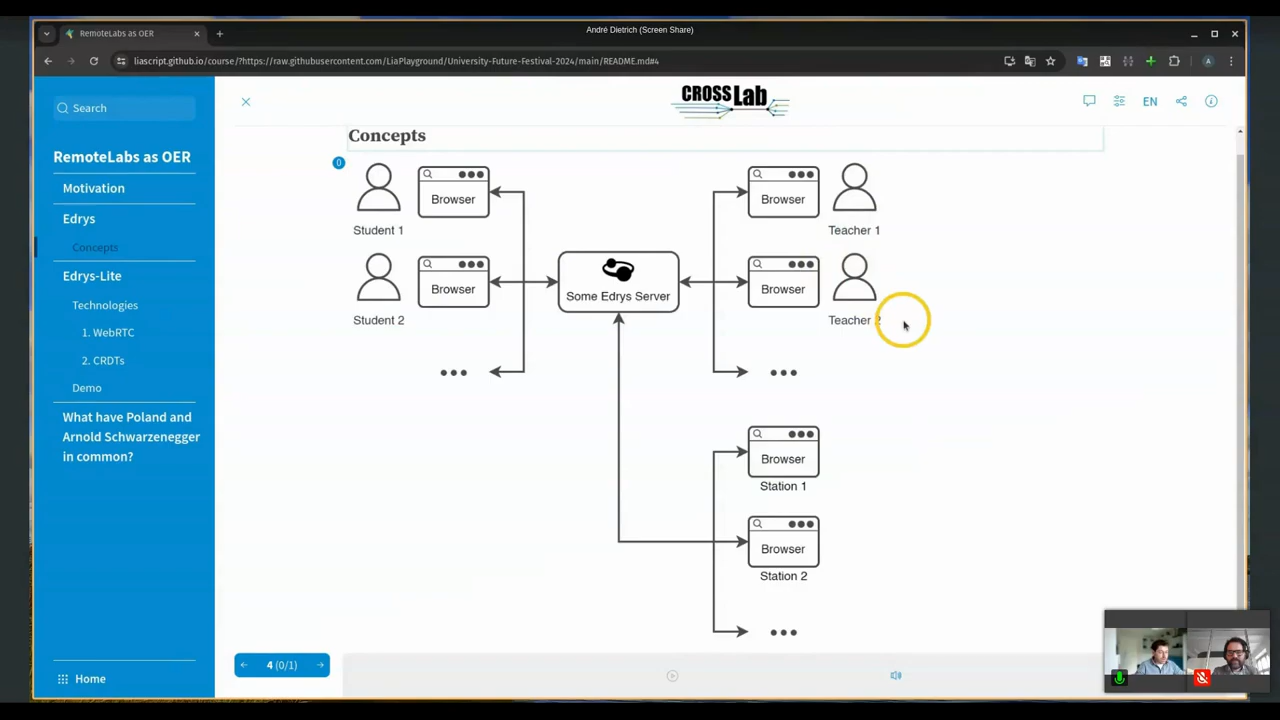 André Dietrich (Screen Share)
RemoteLabs as OER
liascript.github.io/course/?https://raw.githubusercontent.com/LiaPlayground/University-Future-Festival-2024/main/README.md#4
A
Search
CROSSLab
EN
RemoteLabs as OER
Motivation
Edrys
Concepts
Edrys-Lite
Technologies
1. WebRTC
2. CRDTs
Demo
What have Poland and
Arnold Schwarzenegger
in common?
Home
Concepts
0
Browser
Student 1
Browser
Student 2
Some Edrys Server
Browser
Teacher 1
Browser
Teacher 2
Browser
Station 1
Browser
Station 2
4 (0/1)